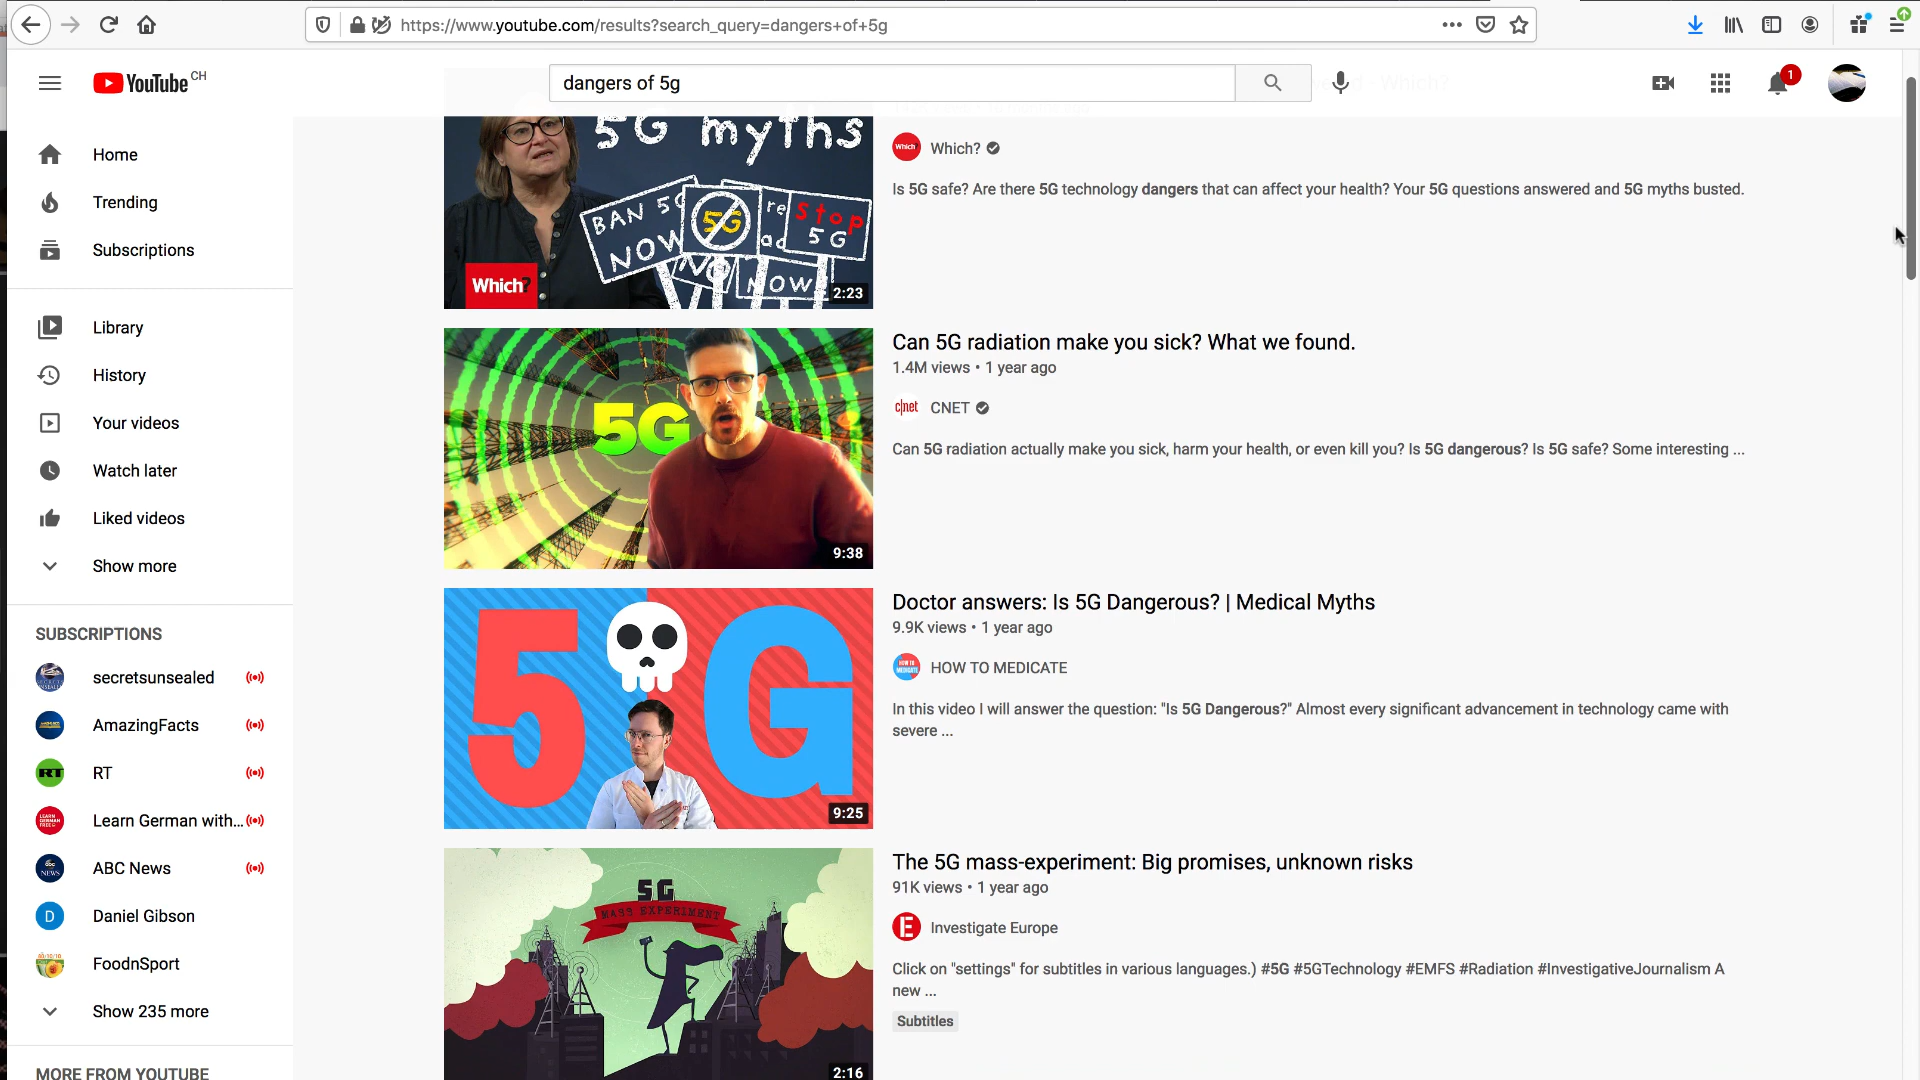 https://www.youtube.com/results?search_query=dangers+of+5g
YouTube CH
dangers of 5g
1
Home
Trending
Subscriptions
Library
History
Your videos
Watch later
Liked videos
Show more
SUBSCRIPTIONS
secretsunsealed
AmazingFacts
RT
RT
Learn German with...
ABC News
D
Daniel Gibson
FoodnSport
Show 235 more
MORE FROM YOUTUBE
5G myths
BAN 5G NOW
5G
Stop 5G
NOW
Which?
2:23
Which?
Which?
Is 5G safe? Are there 5G technology dangers that can affect your health? Your 5G questions answered and 5G myths busted.
5G
9:38
Can 5G radiation make you sick? What we found.
1.4M views • 1 year ago
c|net
CNET
Can 5G radiation actually make you sick, harm your health, or even kill you? Is 5G dangerous? Is 5G safe? Some interesting ...
5 G
9:25
Doctor answers: Is 5G Dangerous? | Medical Myths
9.9K views • 1 year ago
HOW TO MEDICATE
HOW TO MEDICATE
In this video I will answer the question: "Is 5G Dangerous?" Almost every significant advancement in technology came with
severe ...
5G
MASS EXPERIMENT
2:16
The 5G mass-experiment: Big promises, unknown risks
91K views • 1 year ago
E
Investigate Europe
Click on "settings" for subtitles in various languages.) #5G #5GTechnology #EMFS #Radiation #InvestigativeJournalism A
new ...
Subtitles